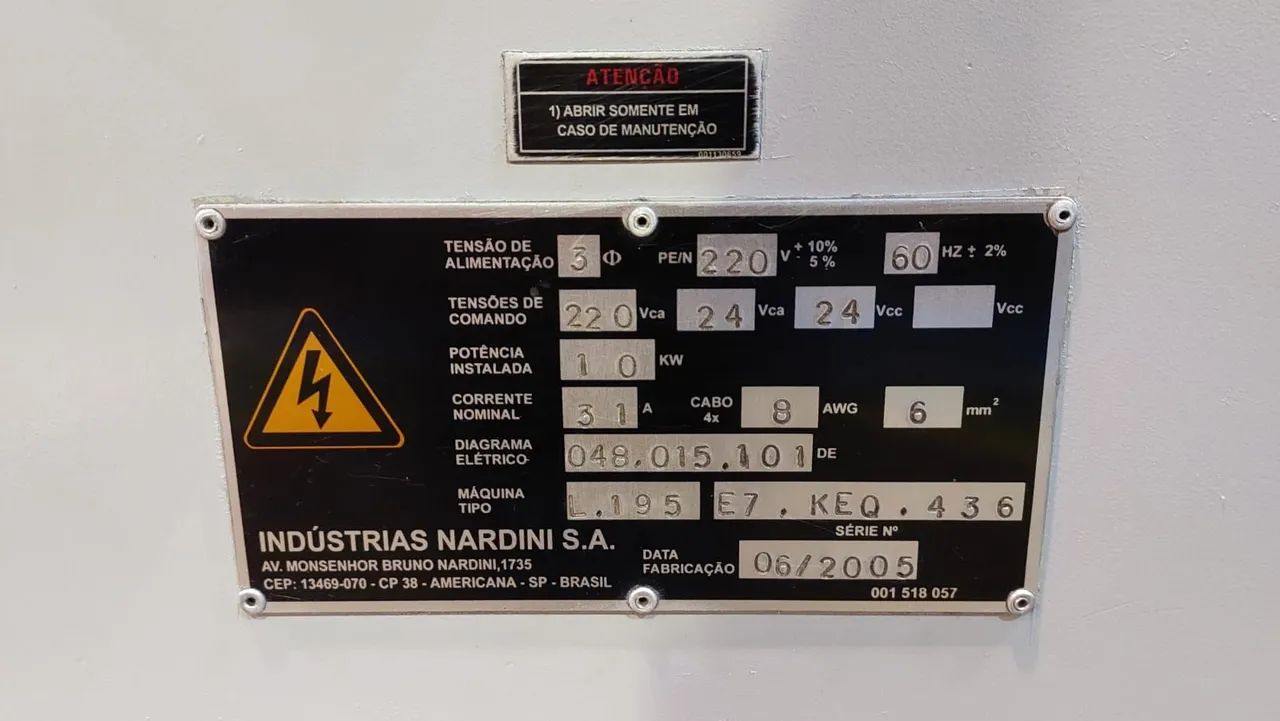 ATENÇÃO
1) ABRIR SOMENTE EM
CASO DE MANUTENÇÃO
001130659
TENSÃO DE
ALIMENTAÇÃO 3 Φ PE/N 220 V + 10% - 5 % 60 HZ ± 2%
TENSÕES DE
COMANDO 220 Vca 24 Vca 24 Vcc Vcc
POTÊNCIA
INSTALADA 10 KW
CORRENTE
NOMINAL 31 A CABO 4x 8 AWG 6 mm²
DIAGRAMA
ELÉTRICO 048.015.101 DE
MÁQUINA
TIPO L.195 E7.KEQ.436
SÉRIE Nº
INDÚSTRIAS NARDINI S.A.
AV. MONSENHOR BRUNO NARDINI,1735
CEP: 13469-070 - CP 38 - AMERICANA - SP - BRASIL
DATA
FABRICAÇÃO 06/2005
001 518 057